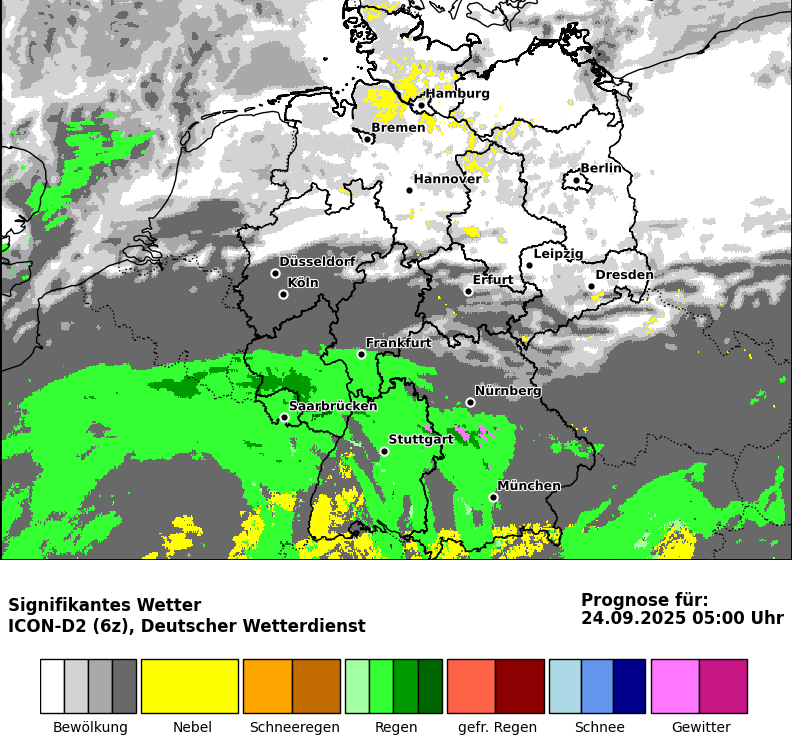 Hamburg
Bremen
Berlin
Hannover
Leipzig
Düsseldorf
Dresden
Erfurt
Köln
Frankfurt
Nürnberg
Saarbrücken
Stuttgart
München
Signifikantes Wetter
ICON-D2 (6z), Deutscher Wetterdienst
Prognose für:
24.09.2025 05:00 Uhr
Bewölkung
Nebel
Schneeregen
Regen
gefr. Regen
Schnee
Gewitter